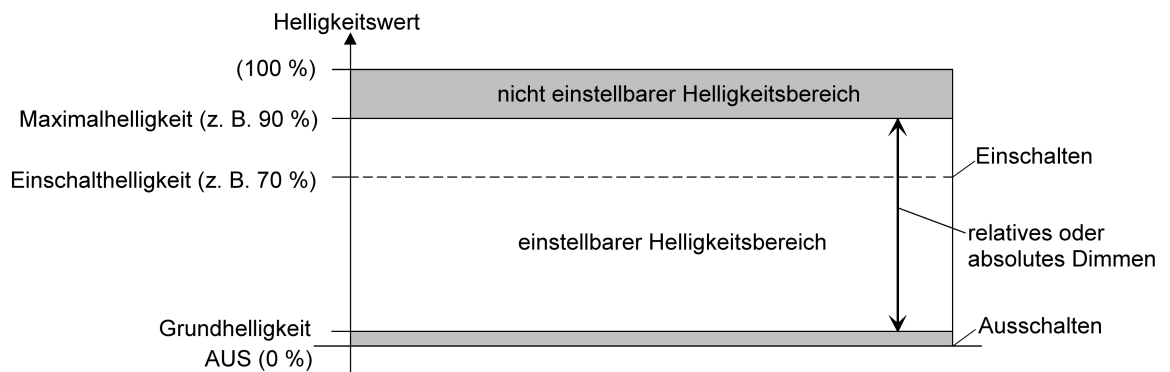 Helligkeitswert
(100 %)
nicht einstellbarer Helligkeitsbereich
Maximalhelligkeit (z. B. 90 %)
Einschalten
Einschalthelligkeit (z. B. 70 %)
einstellbarer Helligkeitsbereich
relatives oder
absolutes Dimmen
Grundhelligkeit
Ausschalten
AUS (0 %)